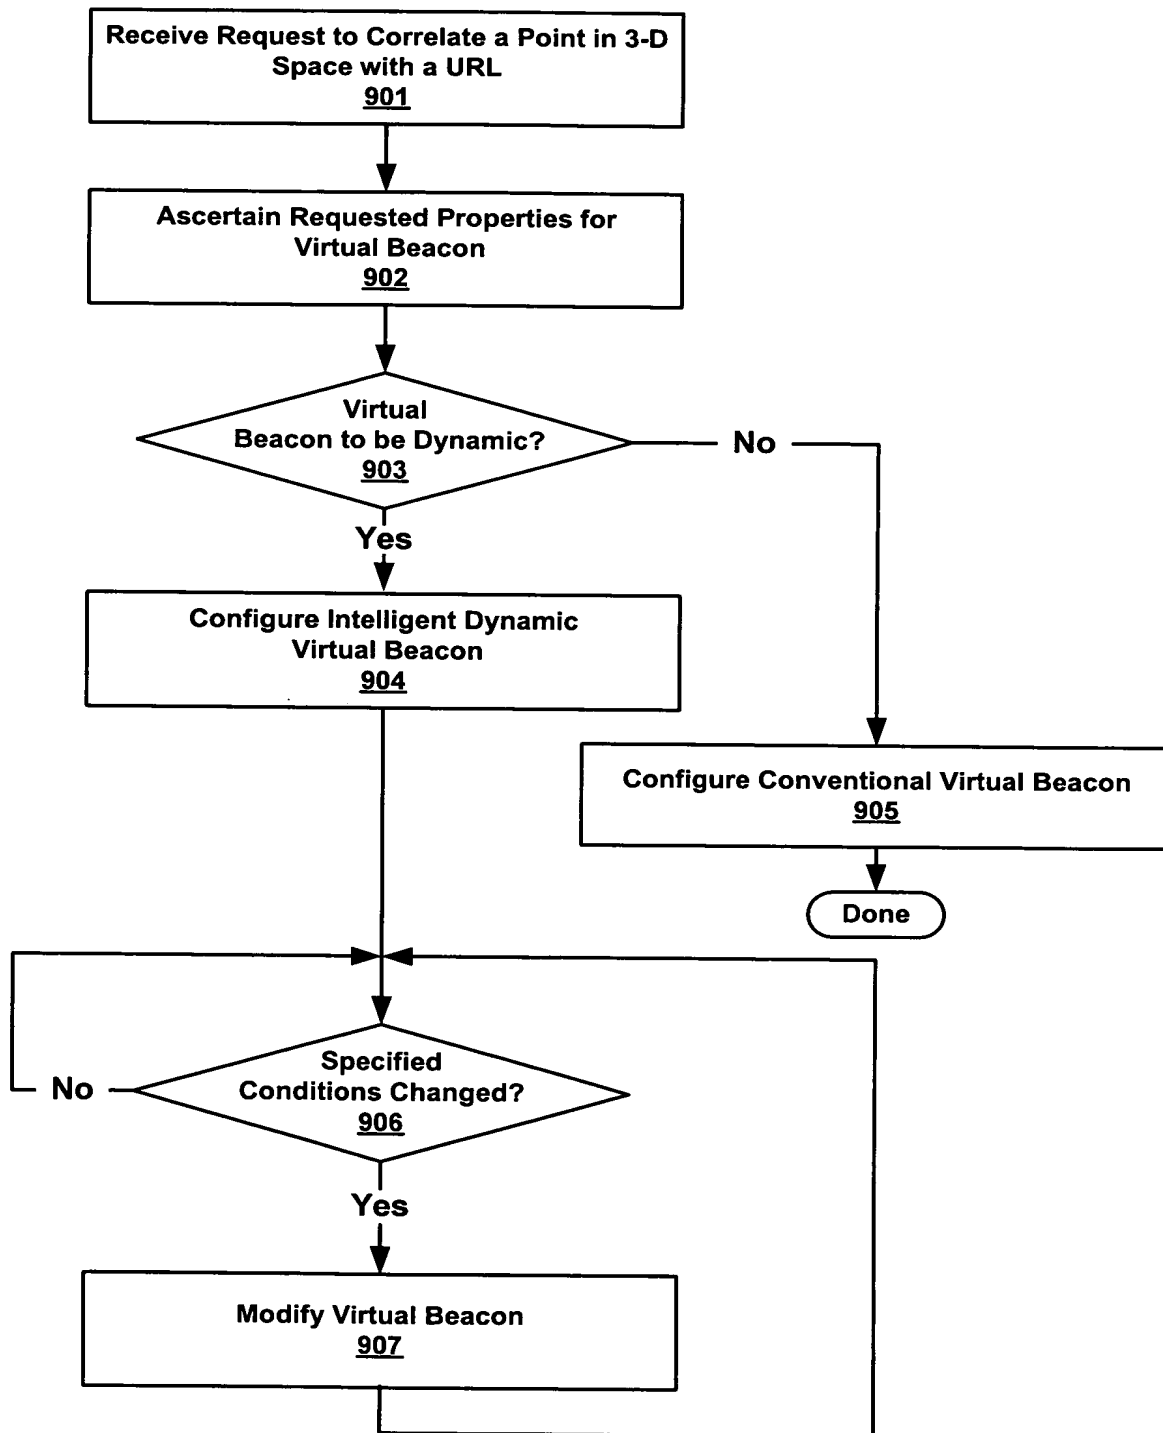 Receive Request to Correlate a Point in 3-D
Space with a URL
901
Ascertain Requested Properties for
Virtual Beacon
902
Virtual
Beacon to be Dynamic?
903
No
Yes
Configure Intelligent Dynamic
Virtual Beacon
904
Configure Conventional Virtual Beacon
905
Done
Specified
Conditions Changed?
906
No
Yes
Modify Virtual Beacon
907